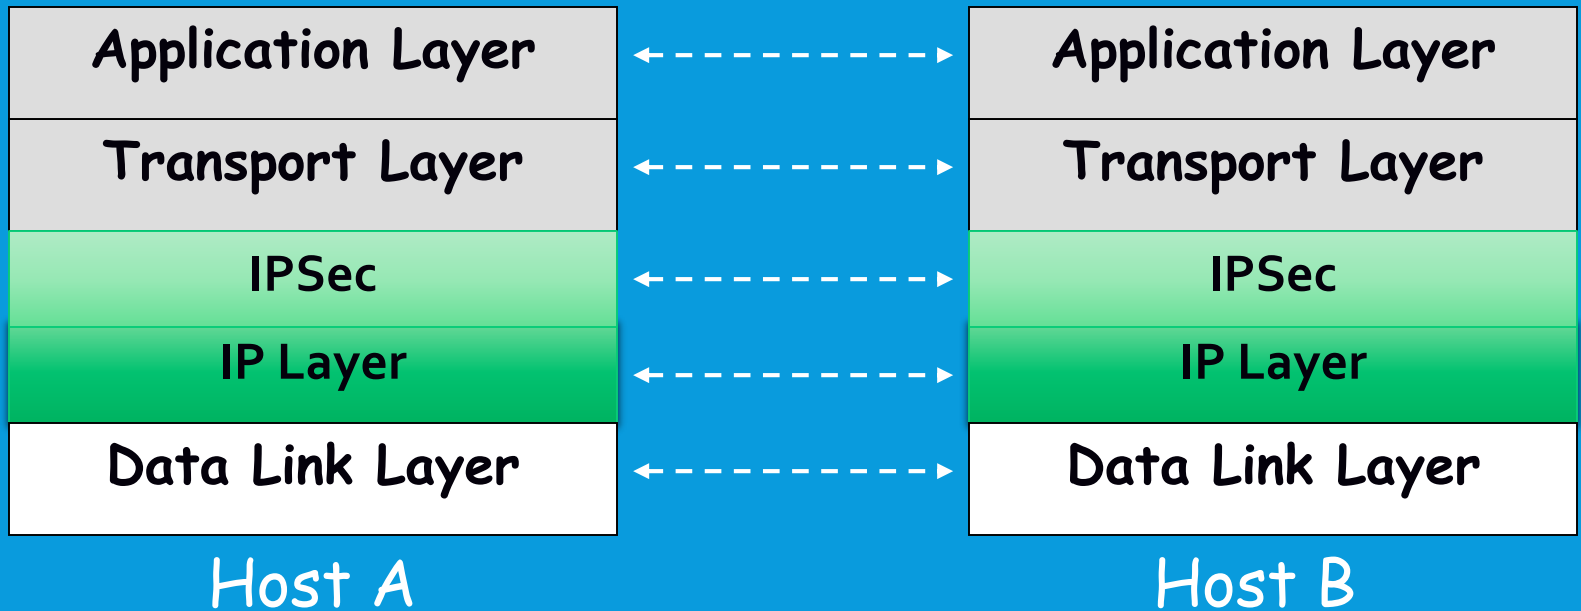 Application Layer
Transport Layer
IPSec
IP Layer
Data Link Layer
Host A
Application Layer
Transport Layer
IPSec
IP Layer
Data Link Layer
Host B